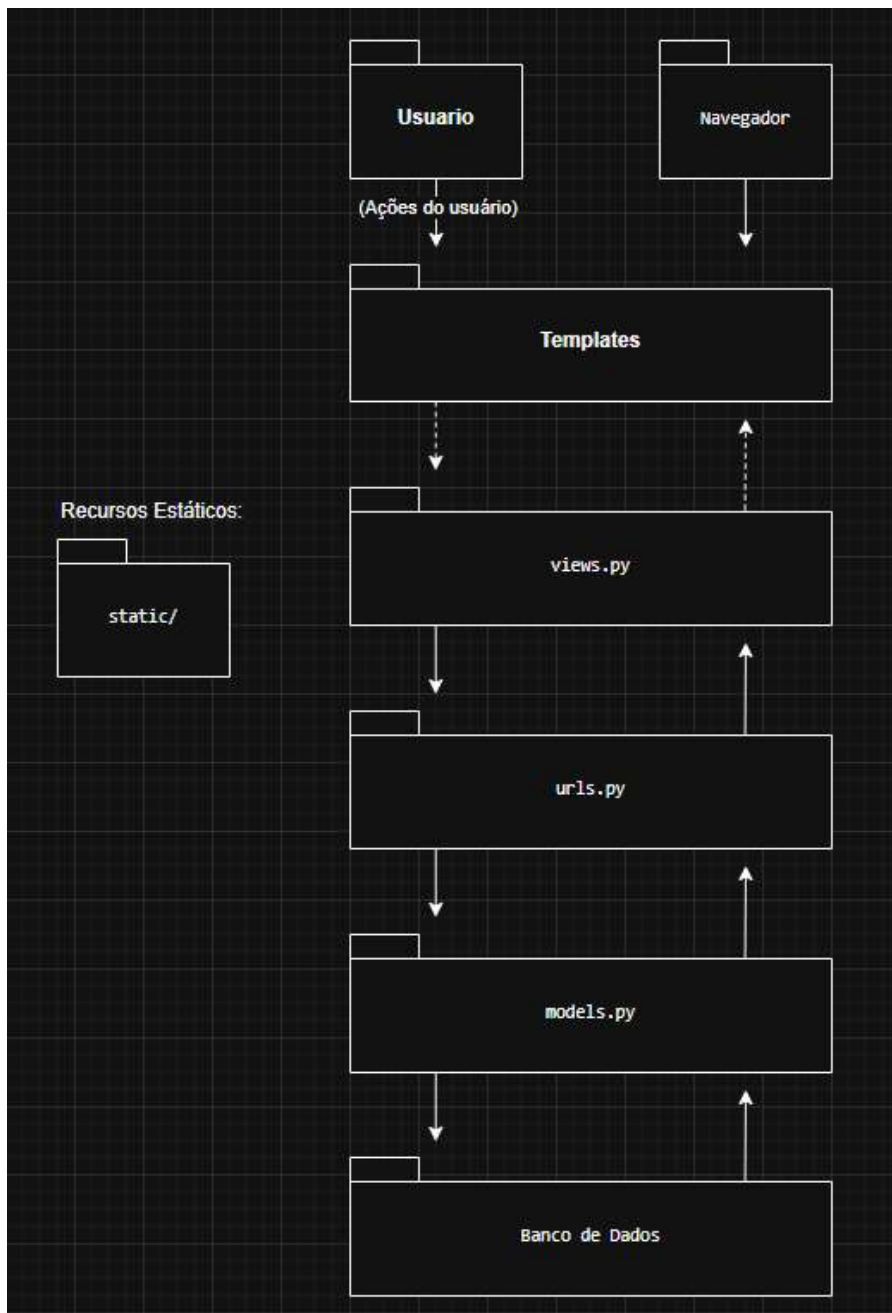 Usuario
Navegador
(Ações do usuário)
Templates
Recursos Estáticos:
views.py
static/
urls.py
models.py
Banco de Dados